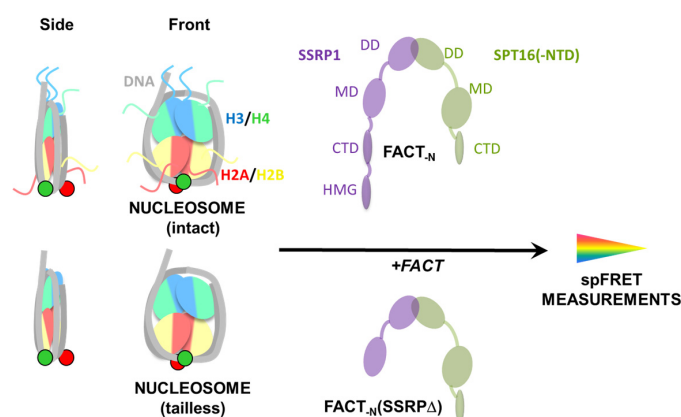 Side
Front
DNA
H3/H4
H2A/H2B
NUCLEOSOME
(intact)
SSRP1
DD
DD
SPT16(-NTD)
MD
MD
CTD
FACT-N
CTD
HMG
+FACT
spFRET
MEASUREMENTS
NUCLEOSOME
(tailless)
FACT-N(SSRPΔ)